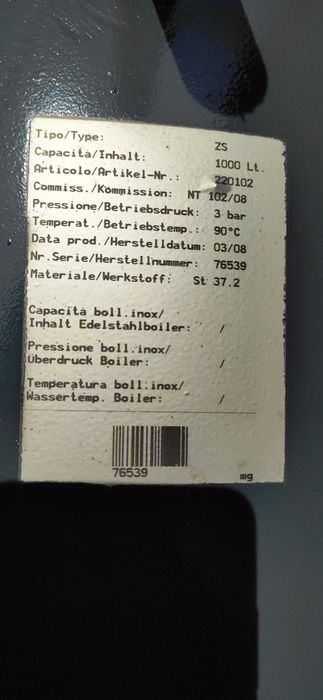 Tipo/Type: ZS
Capacità/Inhalt: 1000 Lt.
Articolo/Artikel-Nr.: 220102
Commiss./Kommission: NT 102/08
Pressione/Betriebsdruck: 3 bar
Temperat./Betriebstemp.: 90°C
Data prod./Herstelldatum: 03/08
Nr.Serie/Herstellnummer: 76539
Materiale/Werkstoff: St 37.2
Capacità boll.inox/
Inhalt Edelstahlboiler: /
Pressione boll.inox/
Überdruck Boiler: /
Temperatura boll.inox/
Wassertemp. Boiler: /
76539 mg